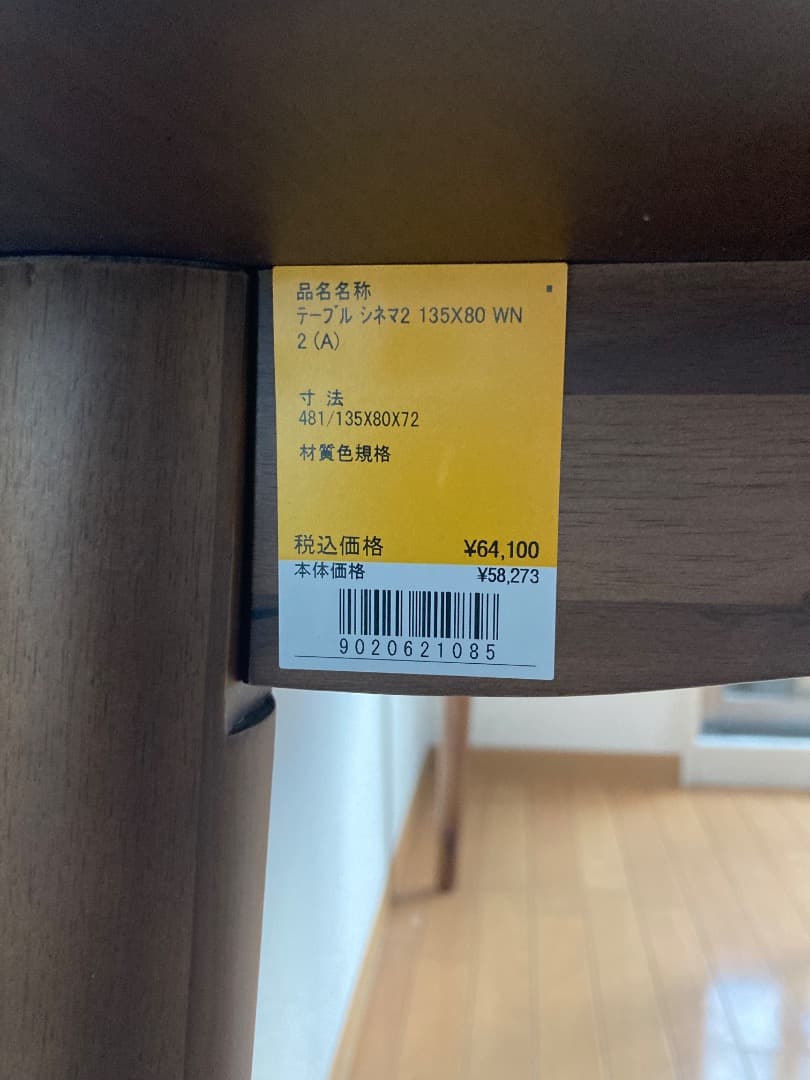 品名名称
テーブル シネマ2 135X80 WN
2(A)
寸 法
481/135X80X72
材質色規格
税込価格 ¥64,100
本体価格 ¥58,273
9020621085